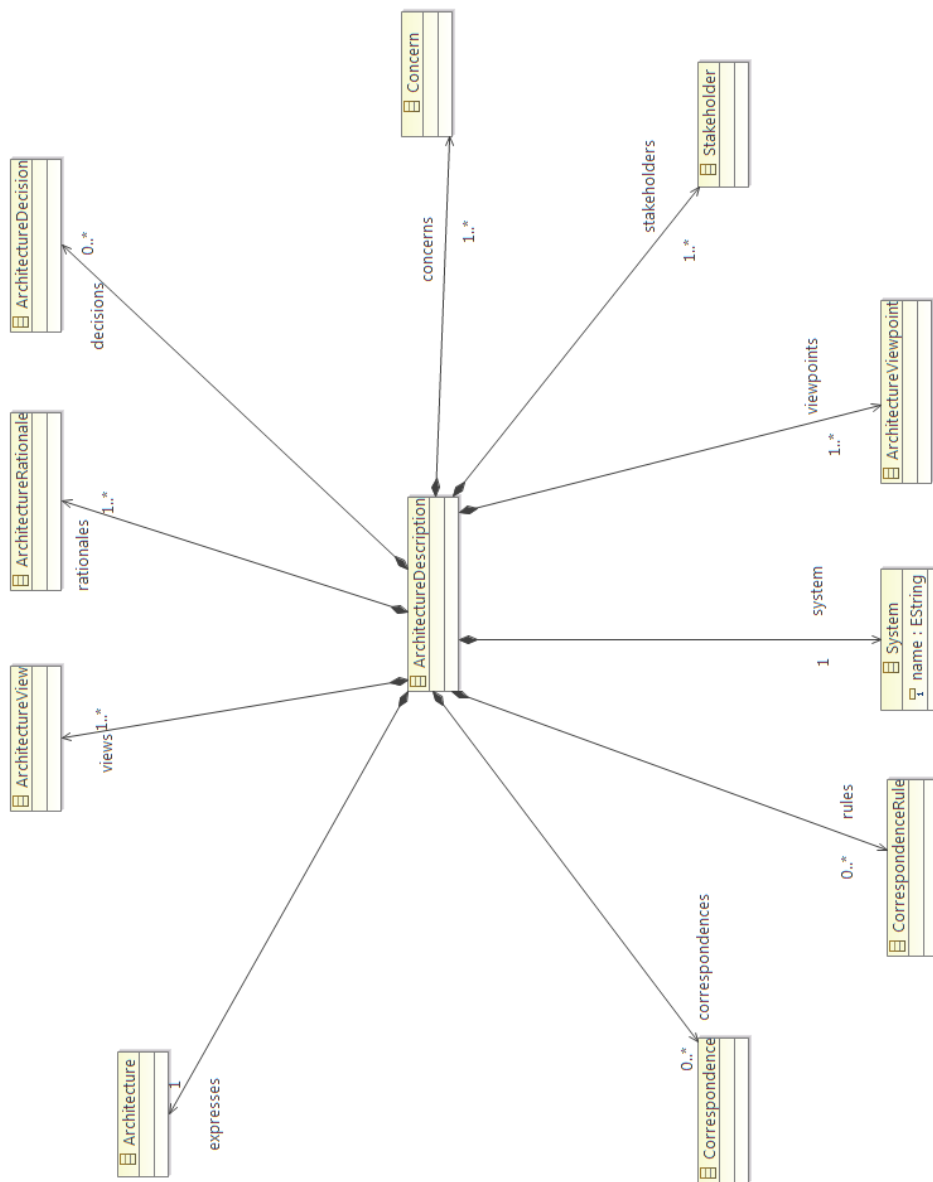 Concern
Stakeholder
ArchitectureDecision
stakeholders
1..*
concerns
1..*
0..*
decisions
ArchitectureViewpoint
viewpoints
1..*
ArchitectureRationale
1..*
rationales
ArchitectureDescription
System
name : EString
system
1
ArchitectureView
views
1..*
CorrespondenceRule
rules
0..*
correspondences
Correspondence
0..*
Architecture
1
expresses